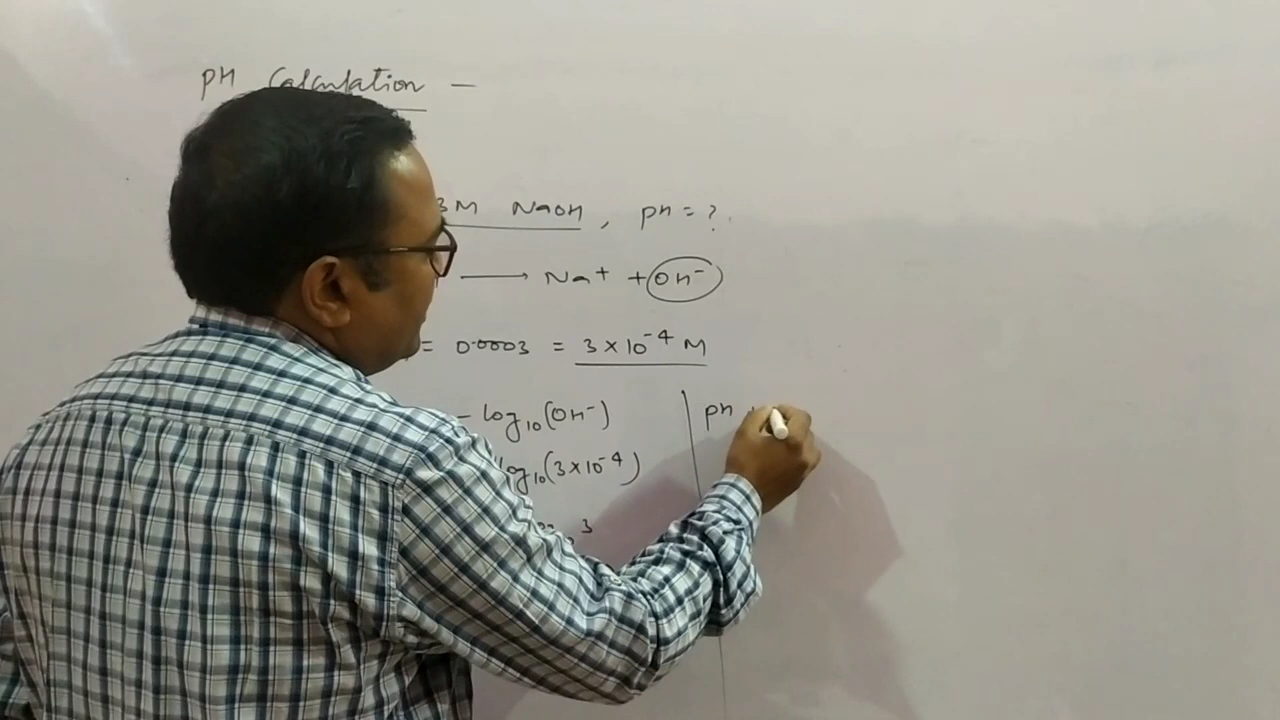 pH Calculation —
3M NaOH, pH = ?
⟶ Na⁺ + OH⁻
= 0.0003 = 3×10⁻⁴ M
– log₁₀(OH⁻)
log₁₀(3×10⁻⁴)
3
pH